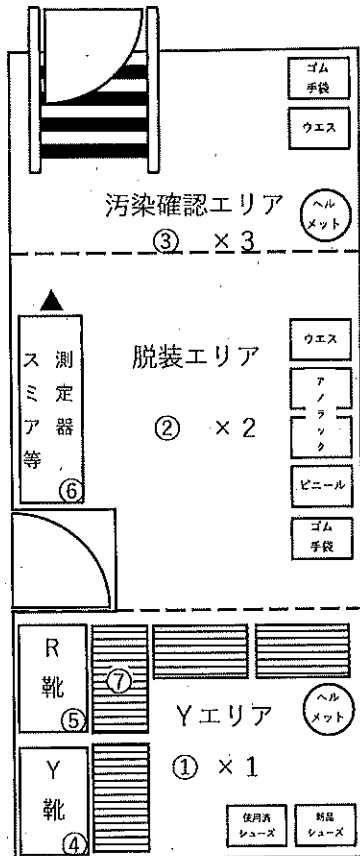 ゴム
手袋
ウエス
汚染確認エリア
ヘル
メット
③ ×3
脱装エリア
ウエス
測定器
スミア等
⑥
アノラック
② ×2
ビニール
ゴム
手袋
R靴
⑤
⑦
Yエリア
ヘル
メット
① ×1
Y靴
④
使用済
シューズ
新品
シューズ